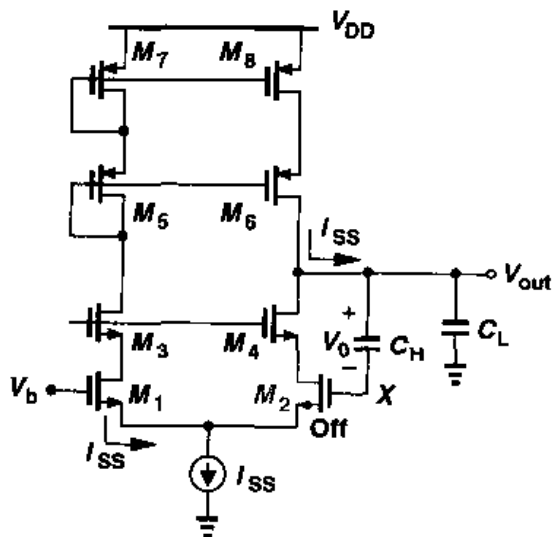 V_DD
M_7
M_8
M_5
M_6
I_SS
V_out
+
M_3
M_4
V_0
C_H
C_L
−
V_b
M_1
M_2
X
Off
I_SS
I_SS